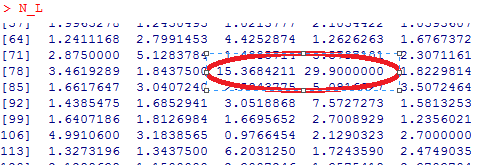 > N_L
[64] 1.2411168 2.7991453 4.4252874 1.2626263 1.6767372
[71] 2.8750000 5.1283784 2.3071161
[78] 3.4619289 1.8437500 15.3684211 29.9000000 1.8229814
[85] 1.6617647 3.0407240 3.5072464
[92] 1.4385475 1.6852941 3.0518868 7.5727273 1.5813253
[99] 1.6407186 1.8126984 1.6695652 2.7008929 1.2356021
[106] 4.9910600 3.1838565 0.9766454 2.1290323 2.7000000
[113] 1.3273196 1.3437500 6.2031250 1.7243590 2.4749035